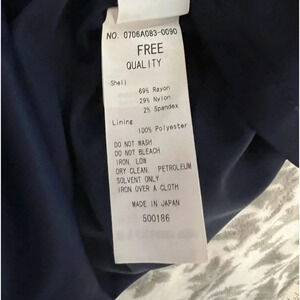 NO. 0706A083-0090
FREE
QUALITY
Shell
69% Rayon
29% Nylon
2% Spandex
Lining
100% Polyester
DO NOT WASH
DO NOT BLEACH
IRON, LOW
DRY CLEAN, PETROLEUM
SOLVENT ONLY
IRON OVER A CLOTH
MADE IN JAPAN
500186